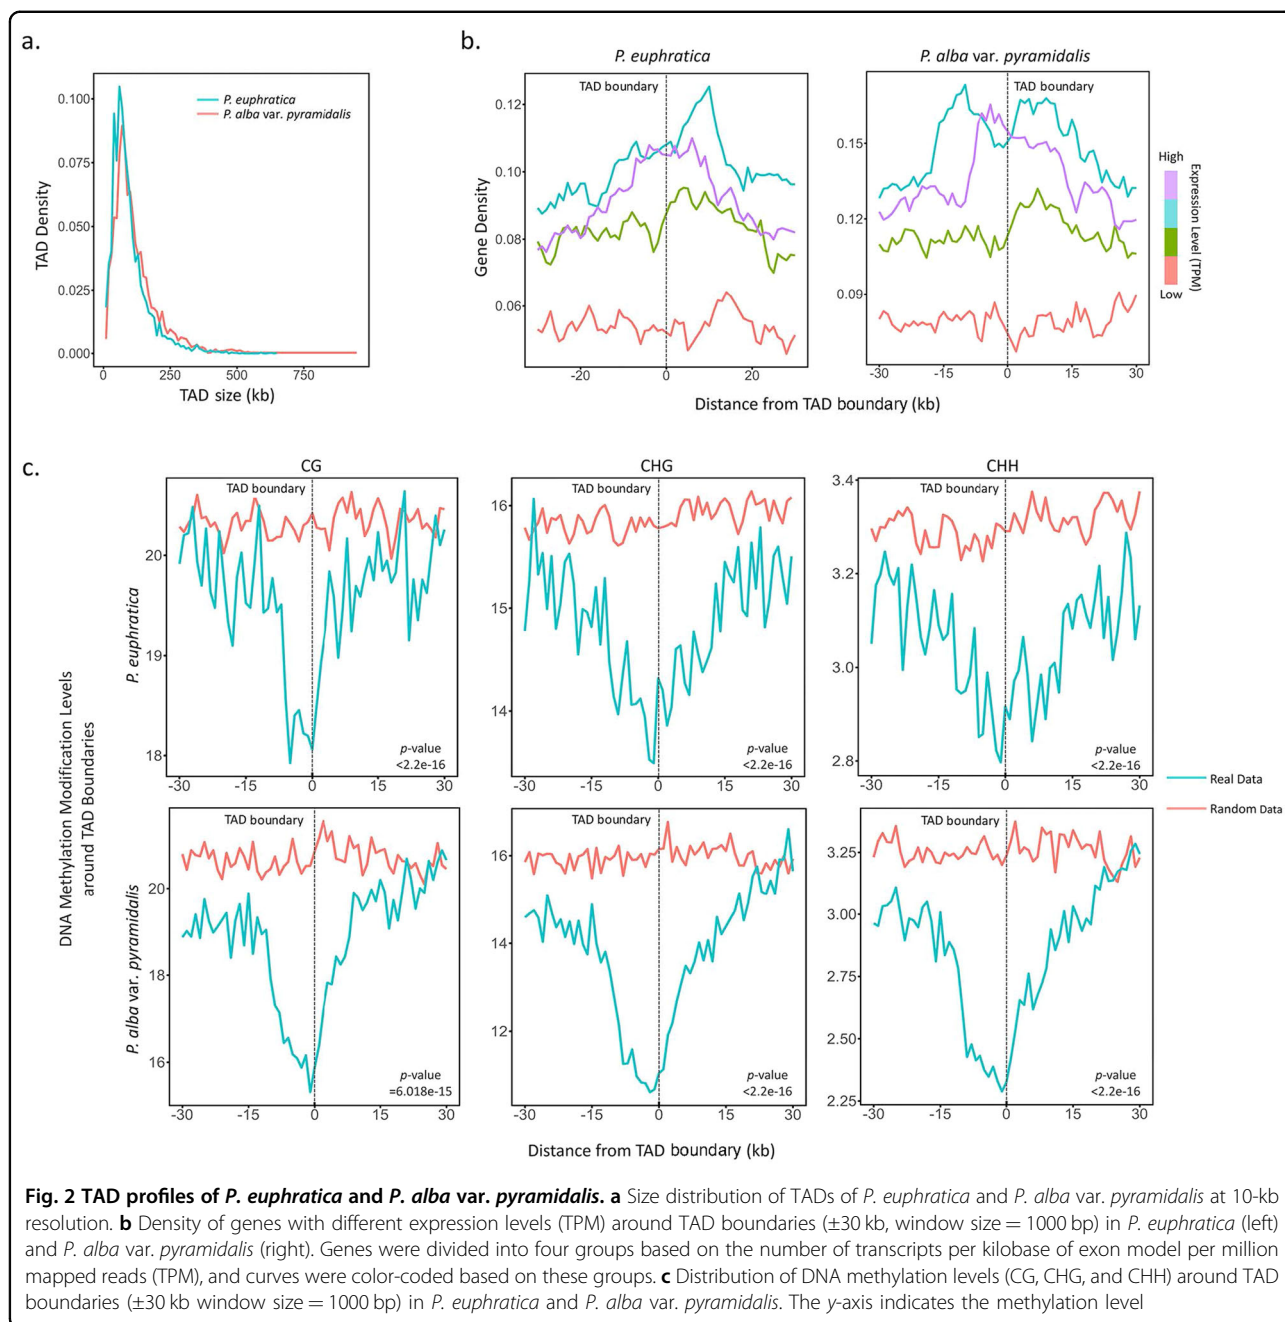 a.
TAD Density
0.100
0.075
0.050
0.025
0.000
P. euphratica
P. alba var. pyramidalis
0
250
500
750
TAD size (kb)
b.
P. euphratica
P. alba var. pyramidalis
Gene Density
0.12
0.10
0.08
0.06
TAD boundary
-20
0
20
0.15
0.12
0.09
TAD boundary
-30
-15
0
15
30
Distance from TAD boundary (kb)
High
Low
Expression Level (TPM)
c.
DNA Methylation Modification Levels
around TAD Boundaries
CG
CHG
CHH
P. euphratica
20
19
18
TAD boundary
p-value
<2.2e-16
-30
-15
0
15
30
16
15
14
TAD boundary
p-value
<2.2e-16
-30
-15
0
15
30
3.4
3.2
3.0
2.8
TAD boundary
p-value
<2.2e-16
-30
-15
0
15
30
Real Data
Random Data
P. alba var. pyramidalis
20
18
16
TAD boundary
p-value
=6.018e-15
-30
-15
0
15
30
16
14
12
TAD boundary
p-value
<2.2e-16
-30
-15
0
15
30
3.25
3.00
2.75
2.50
2.25
TAD boundary
p-value
<2.2e-16
-30
-15
0
15
30
Distance from TAD boundary (kb)
Fig. 2 TAD profiles of P. euphratica and P. alba var. pyramidalis. a Size distribution of TADs of P. euphratica and P. alba var. pyramidalis at 10-kb
resolution. b Density of genes with different expression levels (TPM) around TAD boundaries (±30 kb, window size = 1000 bp) in P. euphratica (left)
and P. alba var. pyramidalis (right). Genes were divided into four groups based on the number of transcripts per kilobase of exon model per million
mapped reads (TPM), and curves were color-coded based on these groups. c Distribution of DNA methylation levels (CG, CHG, and CHH) around TAD
boundaries (±30 kb window size = 1000 bp) in P. euphratica and P. alba var. pyramidalis. The y-axis indicates the methylation level